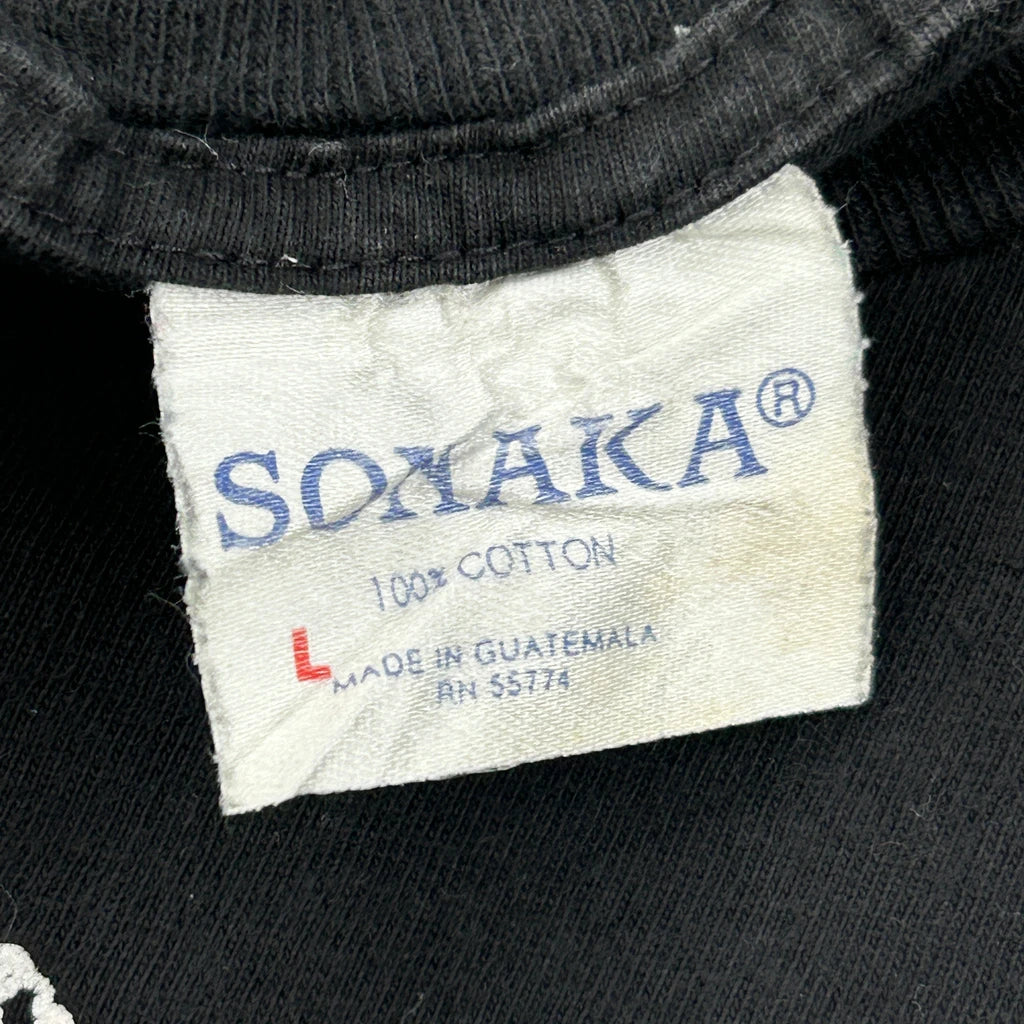 SONAKA®
100% COTTON
L
MADE IN GUATEMALA
RN 55774